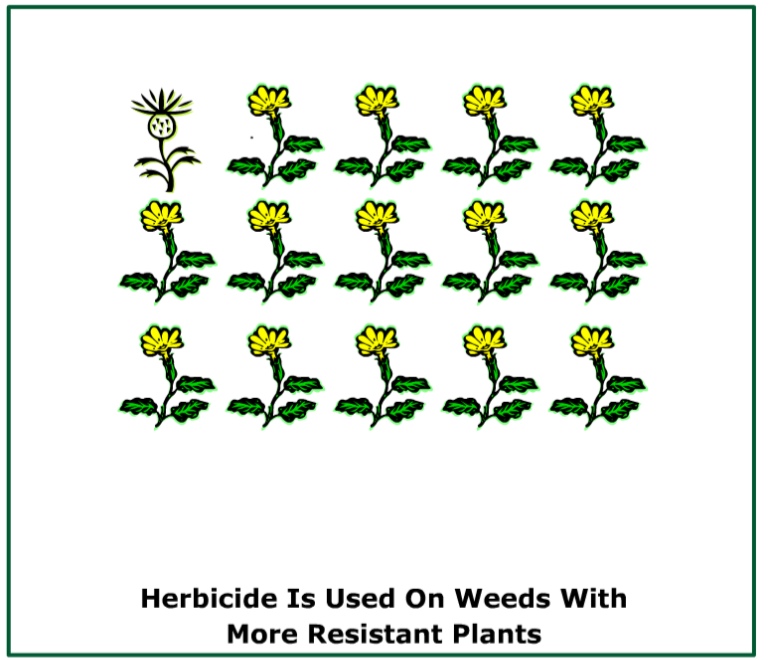 Herbicide Is Used On Weeds With
More Resistant Plants